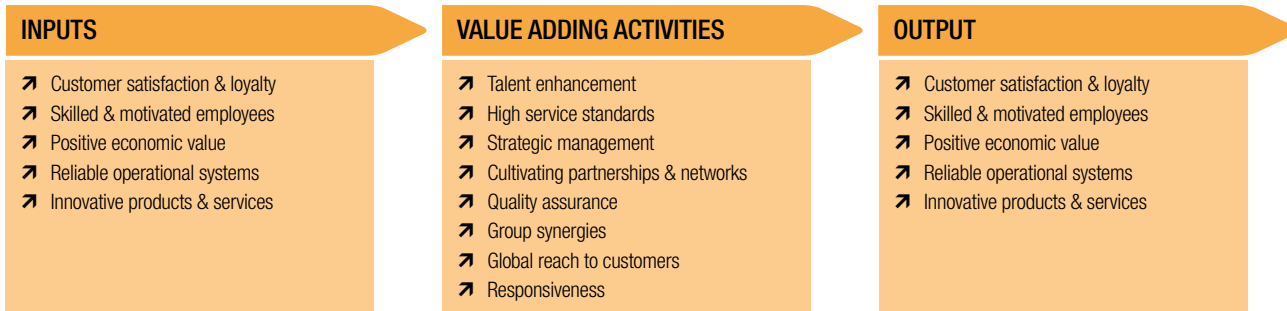 INPUTS
Customer satisfaction & loyalty
Skilled & motivated employees
Positive economic value
Reliable operational systems
Innovative products & services
VALUE ADDING ACTIVITIES
Talent enhancement
High service standards
Strategic management
Cultivating partnerships & networks
Quality assurance
Group synergies
Global reach to customers
Responsiveness
OUTPUT
Customer satisfaction & loyalty
Skilled & motivated employees
Positive economic value
Reliable operational systems
Innovative products & services